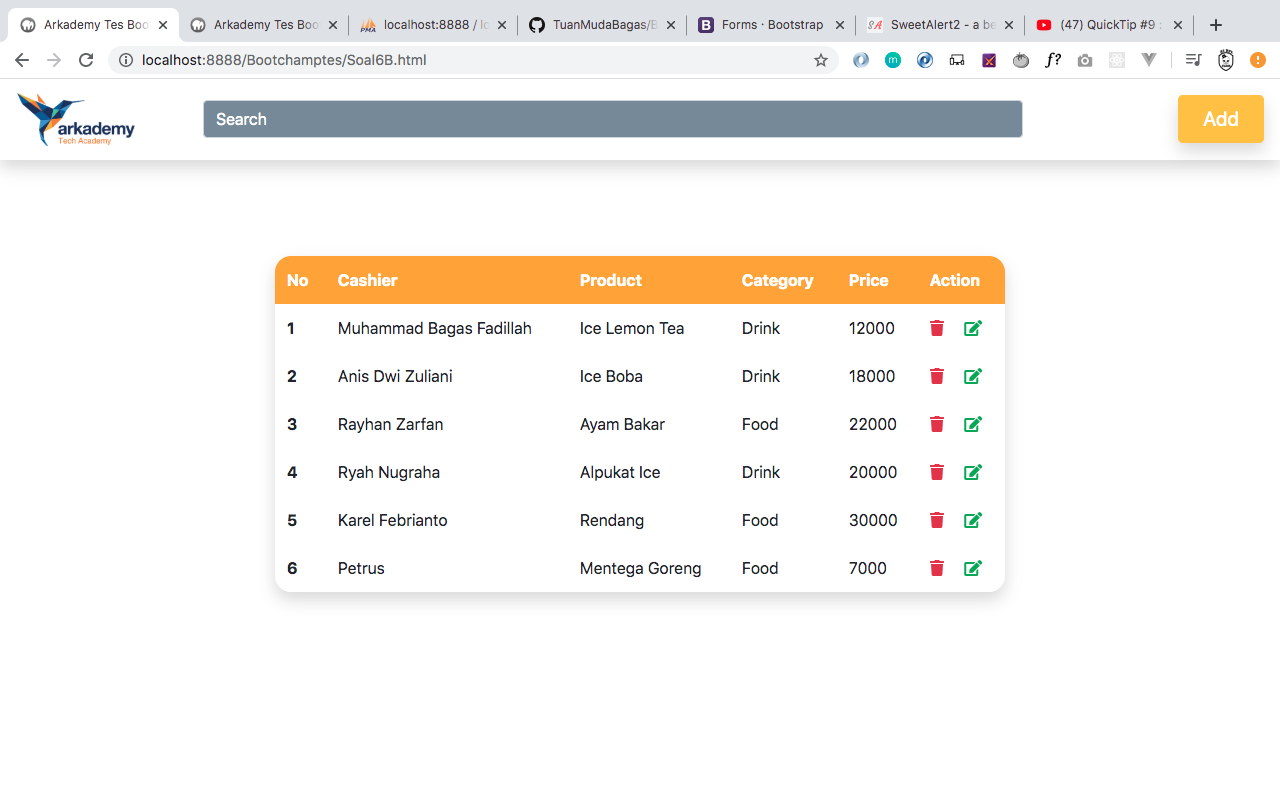 Arkademy Tes Boo
Arkademy Tes Boo
localhost:8888 / lo
TuanMudaBagas/B
Forms · Bootstrap
SweetAlert2 - a be
(47) QuickTip #9 :
localhost:8888/Bootchamptes/Soal6B.html
arkademy
Tech Academy
Search
Add
No Cashier Product Category Price Action
1 Muhammad Bagas Fadillah Ice Lemon Tea Drink 12000
2 Anis Dwi Zuliani Ice Boba Drink 18000
3 Rayhan Zarfan Ayam Bakar Food 22000
4 Ryah Nugraha Alpukat Ice Drink 20000
5 Karel Febrianto Rendang Food 30000
6 Petrus Mentega Goreng Food 7000